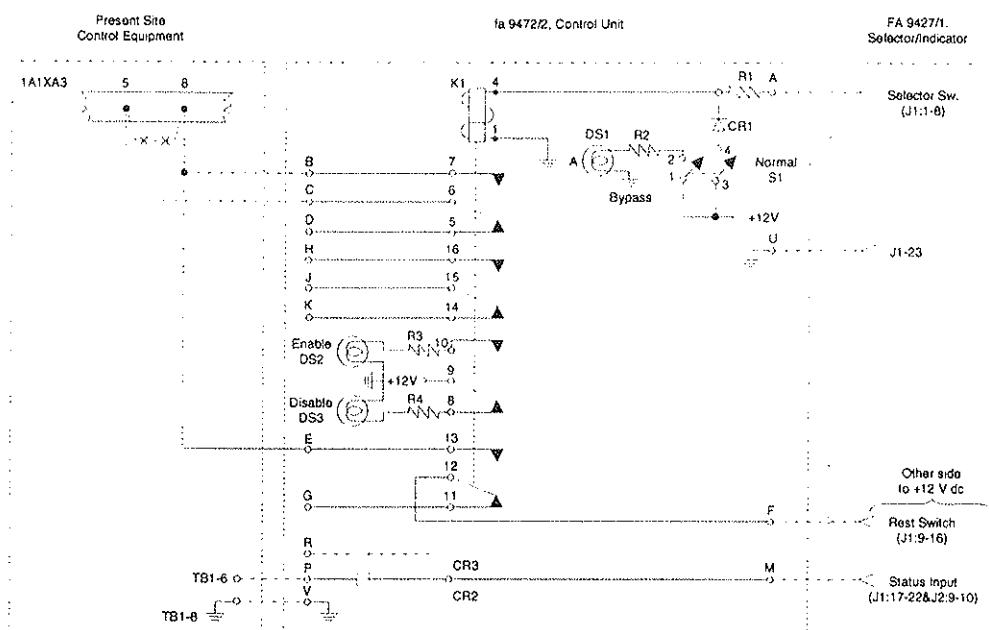 Present Site
Control Equipment
fa 9472/2, Control Unit
FA 9427/1.
Selector/Indicator
1A1XA3
5
8
K1
4
R1
A
Selector Sw.
(J1:1-8)
CR1
1
DS1
R2
A
2
4
1
3
Normal
S1
Bypass
+12V
B
7
C
6
D
5
U
J1-23
H
16
J
15
K
14
Enable
DS2
R3
10
+12V
9
Disable
DS3
R4
8
E
13
12
G
11
Other side
to +12 V dc
F
Rest Switch
(J1:9-16)
R
TB1-6
P
CR3
M
Status Input
(J1:17-22&J2:9-10)
V
CR2
TB1-8